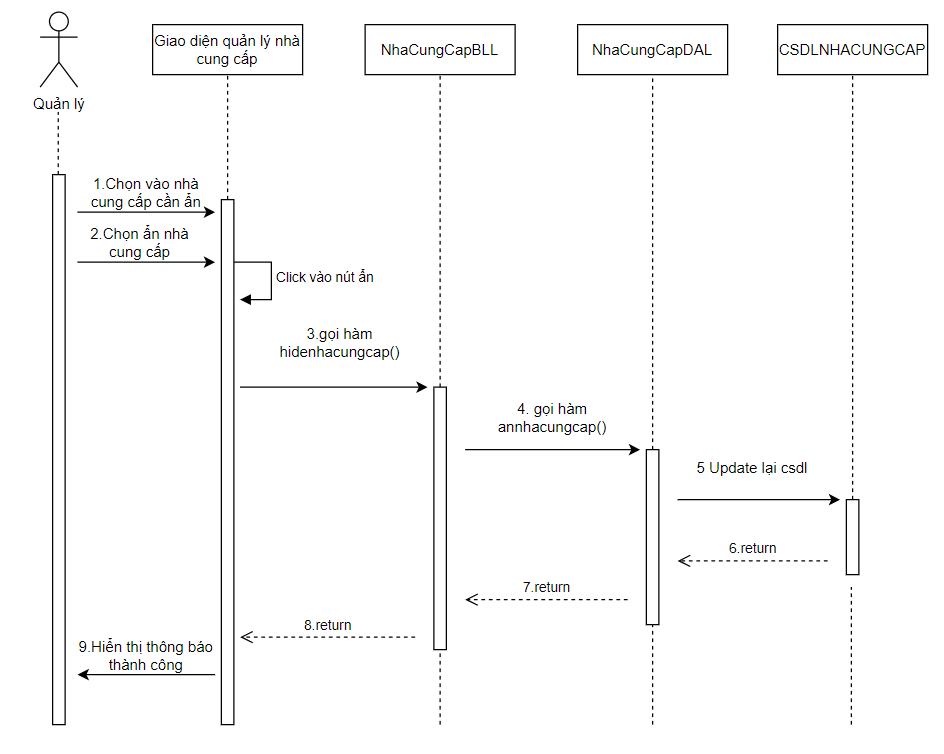 Giao diện quản lý nhà
cung cấp
NhaCungCapBLL
NhaCungCapDAL
CSDLNHACUNGCAP
Quản lý
1.Chọn vào nhà
cung cấp cần ẩn
2.Chọn ẩn nhà
cung cấp
Click vào nút ẩn
3.gọi hàm
hidenhacungcap()
4. gọi hàm
annhacungcap()
5 Update lại csdl
6.return
7.return
8.return
9.Hiển thị thông báo
thành công